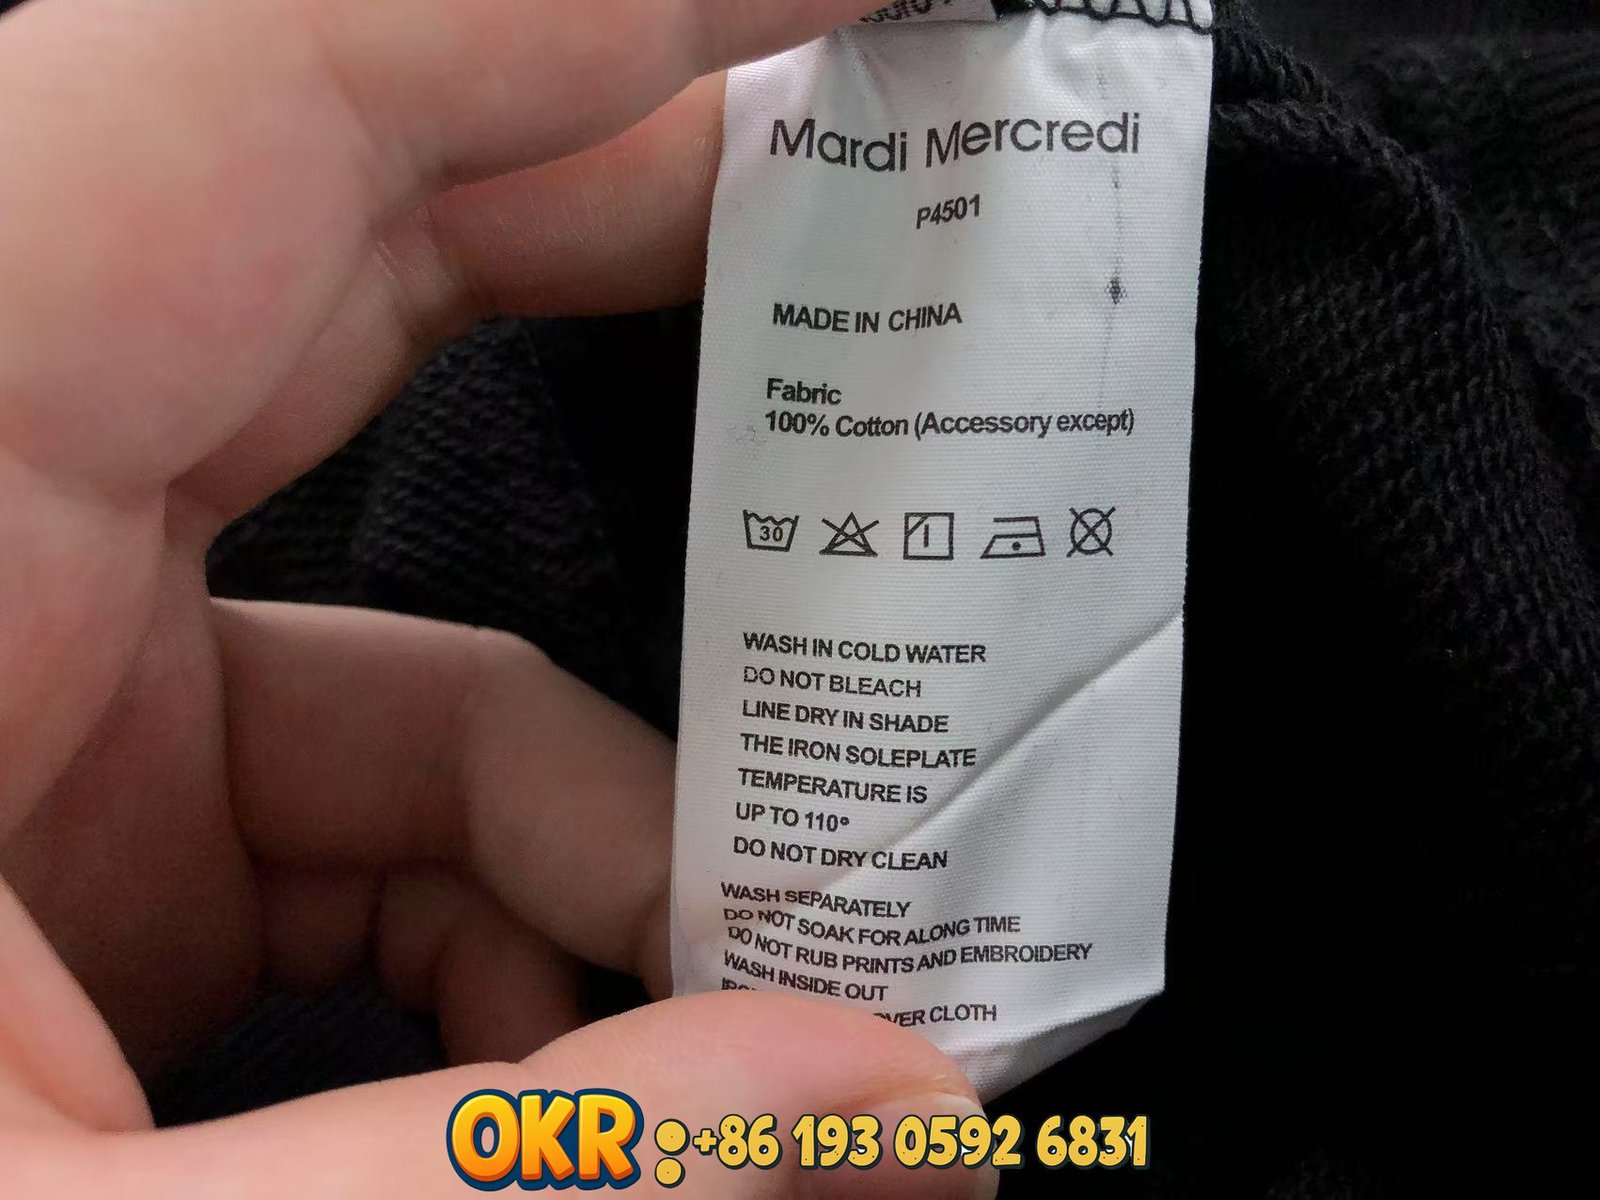 Mardi Mercredi
P4501
MADE IN CHINA
Fabric
100% Cotton (Accessory except)
30
WASH IN COLD WATER
DO NOT BLEACH
LINE DRY IN SHADE
THE IRON SOLEPLATE
TEMPERATURE IS
UP TO 110°
DO NOT DRY CLEAN
WASH SEPARATELY
DO NOT SOAK FOR ALONG TIME
DO NOT RUB PRINTS AND EMBROIDERY
WASH INSIDE OUT
CLOTH
OKR:+86 193 0592 6831